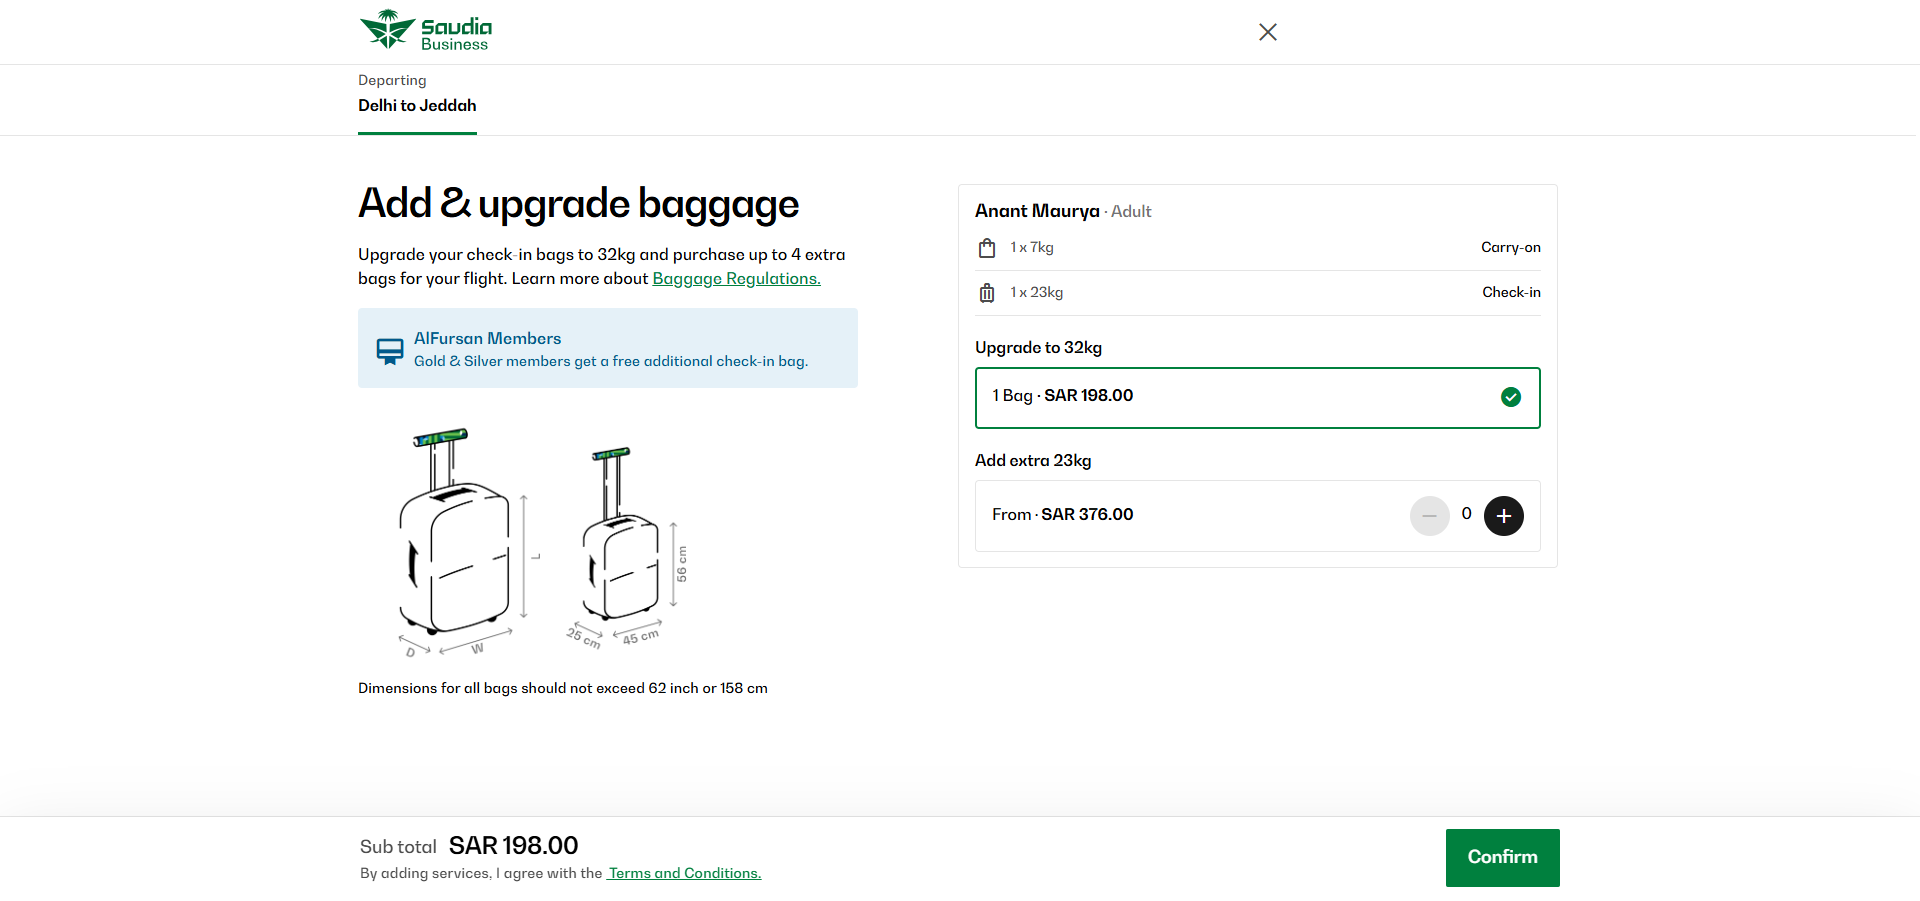 Saudia
Business
Departing
Delhi to Jeddah
Add & upgrade baggage
Upgrade your check-in bags to 32kg and purchase up to 4 extra
bags for your flight. Learn more about Baggage Regulations.
AlFursan Members
Gold & Silver members get a free additional check-in bag.
L
D
W
56 cm
25 cm
45 cm
Dimensions for all bags should not exceed 62 inch or 158 cm
Anant Maurya · Adult
1 x 7kg
Carry-on
1 x 23kg
Check-in
Upgrade to 32kg
1 Bag · SAR 198.00
Add extra 23kg
From · SAR 376.00
0
Sub total SAR 198.00
By adding services, I agree with the Terms and Conditions.
Confirm